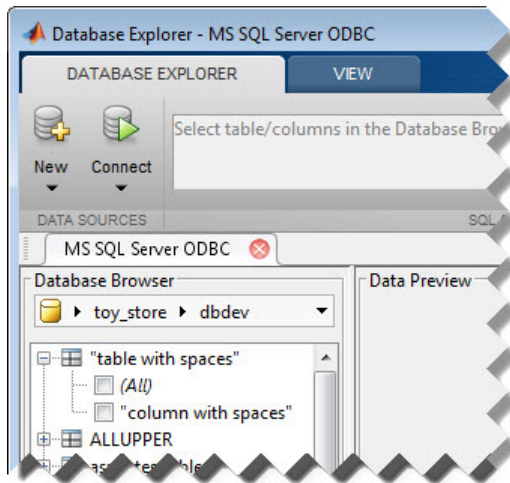 Database Explorer - MS SQL Server ODBC
DATABASE EXPLORER
VIEW
Select table/columns in the Database
New
Connect
DATA SOURCES
MS SQL Server ODBC
Database Browser
Data Preview
toy_store
dbdev
"table with spaces"
(All)
"column with spaces"
ALLUPPER